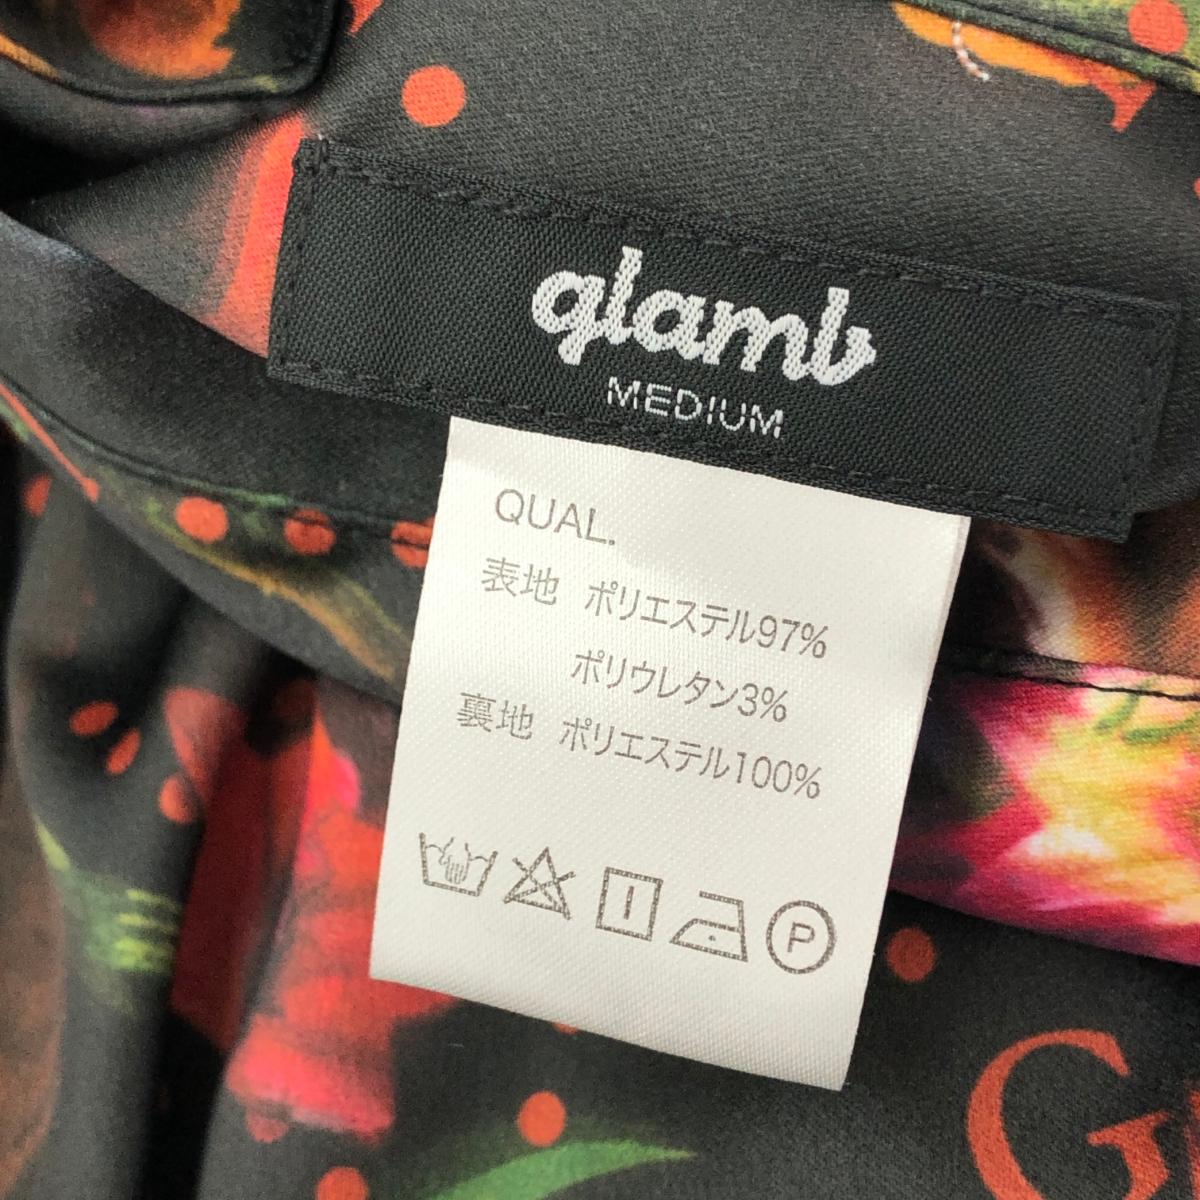 glamb
MEDIUM
QUAL.
表地 ポリエステル97%
ポリウレタン3%
裏地 ポリエステル100%
P
G